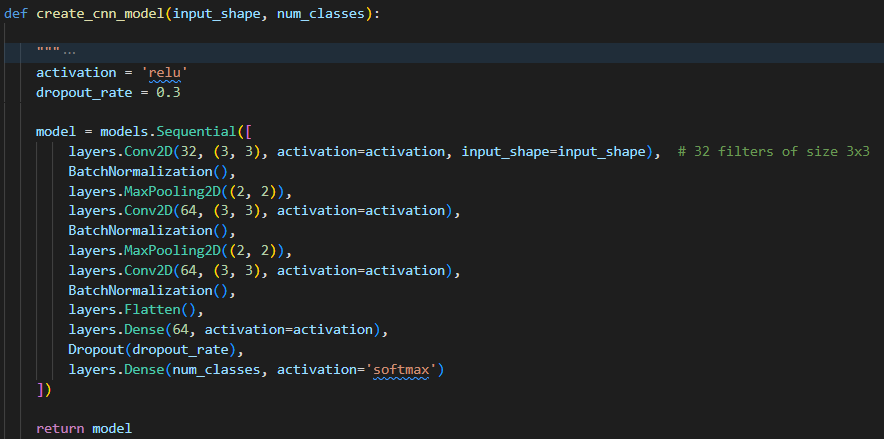 def create_cnn_model(input_shape, num_classes):
    """...
    activation = 'relu'
    dropout_rate = 0.3
    model = models.Sequential([
        layers.Conv2D(32, (3, 3), activation=activation, input_shape=input_shape),  # 32 filters of size 3x3
        BatchNormalization(),
        layers.MaxPooling2D((2, 2)),
        layers.Conv2D(64, (3, 3), activation=activation),
        BatchNormalization(),
        layers.MaxPooling2D((2, 2)),
        layers.Conv2D(64, (3, 3), activation=activation),
        BatchNormalization(),
        layers.Flatten(),
        layers.Dense(64, activation=activation),
        Dropout(dropout_rate),
        layers.Dense(num_classes, activation='softmax')
    ])
    return model